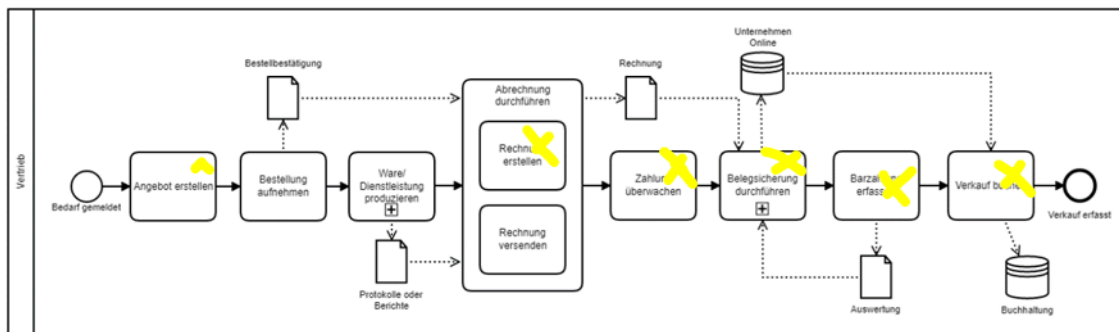 Vertrieb
Bedarf gemeldet
Angebot erstellen
Bestellbestätigung
Bestellung
aufnehmen
Ware/
Dienstleistung
produzieren
Protokolle oder
Berichte
Abrechnung
durchführen
erstellen
Rechnung
versenden
Rechnung
überwachen
Unternehmen
Online
Belegsicherung
durchführen
Auswertung
Verkauf
Buchhaltung
Verkauf erfasst